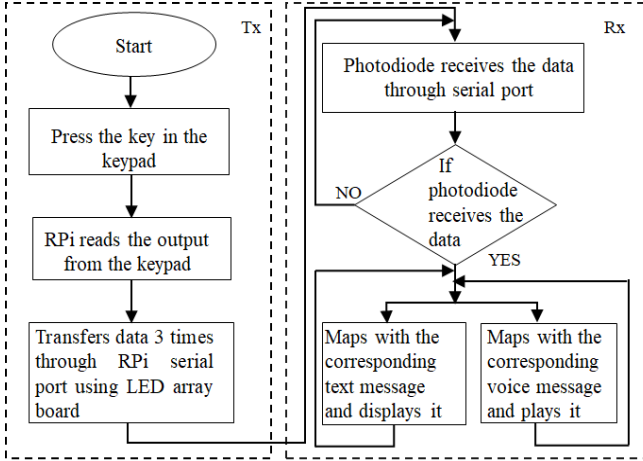 Tx
Start
Press the key in the
keypad
RPi reads the output
from the keypad
Transfers data 3 times
through RPi serial
port using LED array
board
Rx
Photodiode receives the data
through serial port
If
photodiode
receives the
data
NO
YES
Maps with the
corresponding
text message
and displays it
Maps with the
corresponding
voice message
and plays it